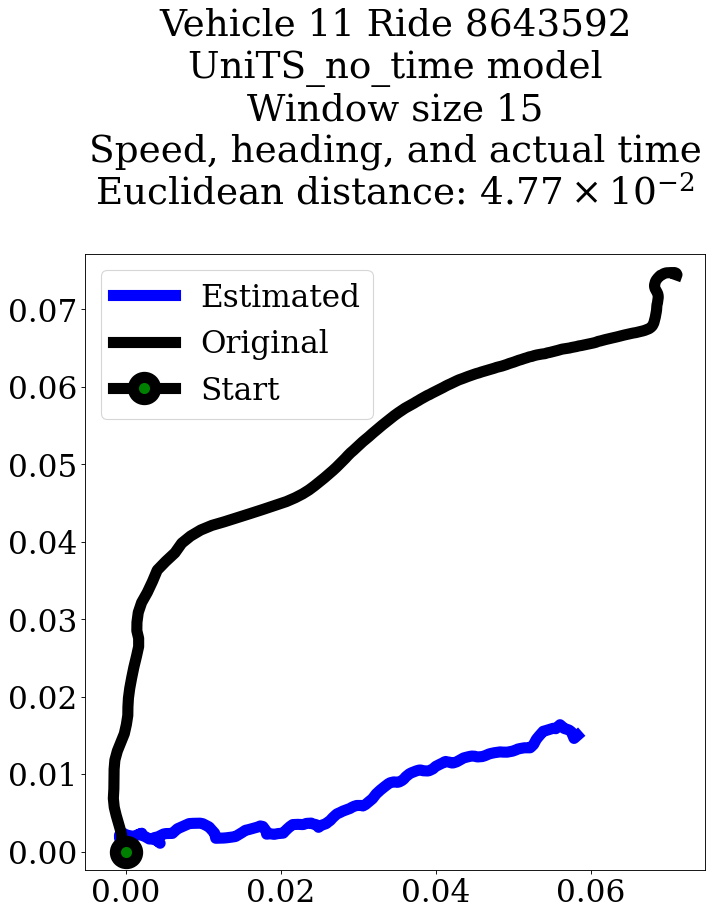 Vehicle 11 Ride 8643592
UniTS_no_time model
Window size 15
Speed, heading, and actual time
Euclidean distance: 4.77 × 10⁻²
Estimated
Original
Start
0.07
0.06
0.05
0.04
0.03
0.02
0.01
0.00
0.00 0.02 0.04 0.06